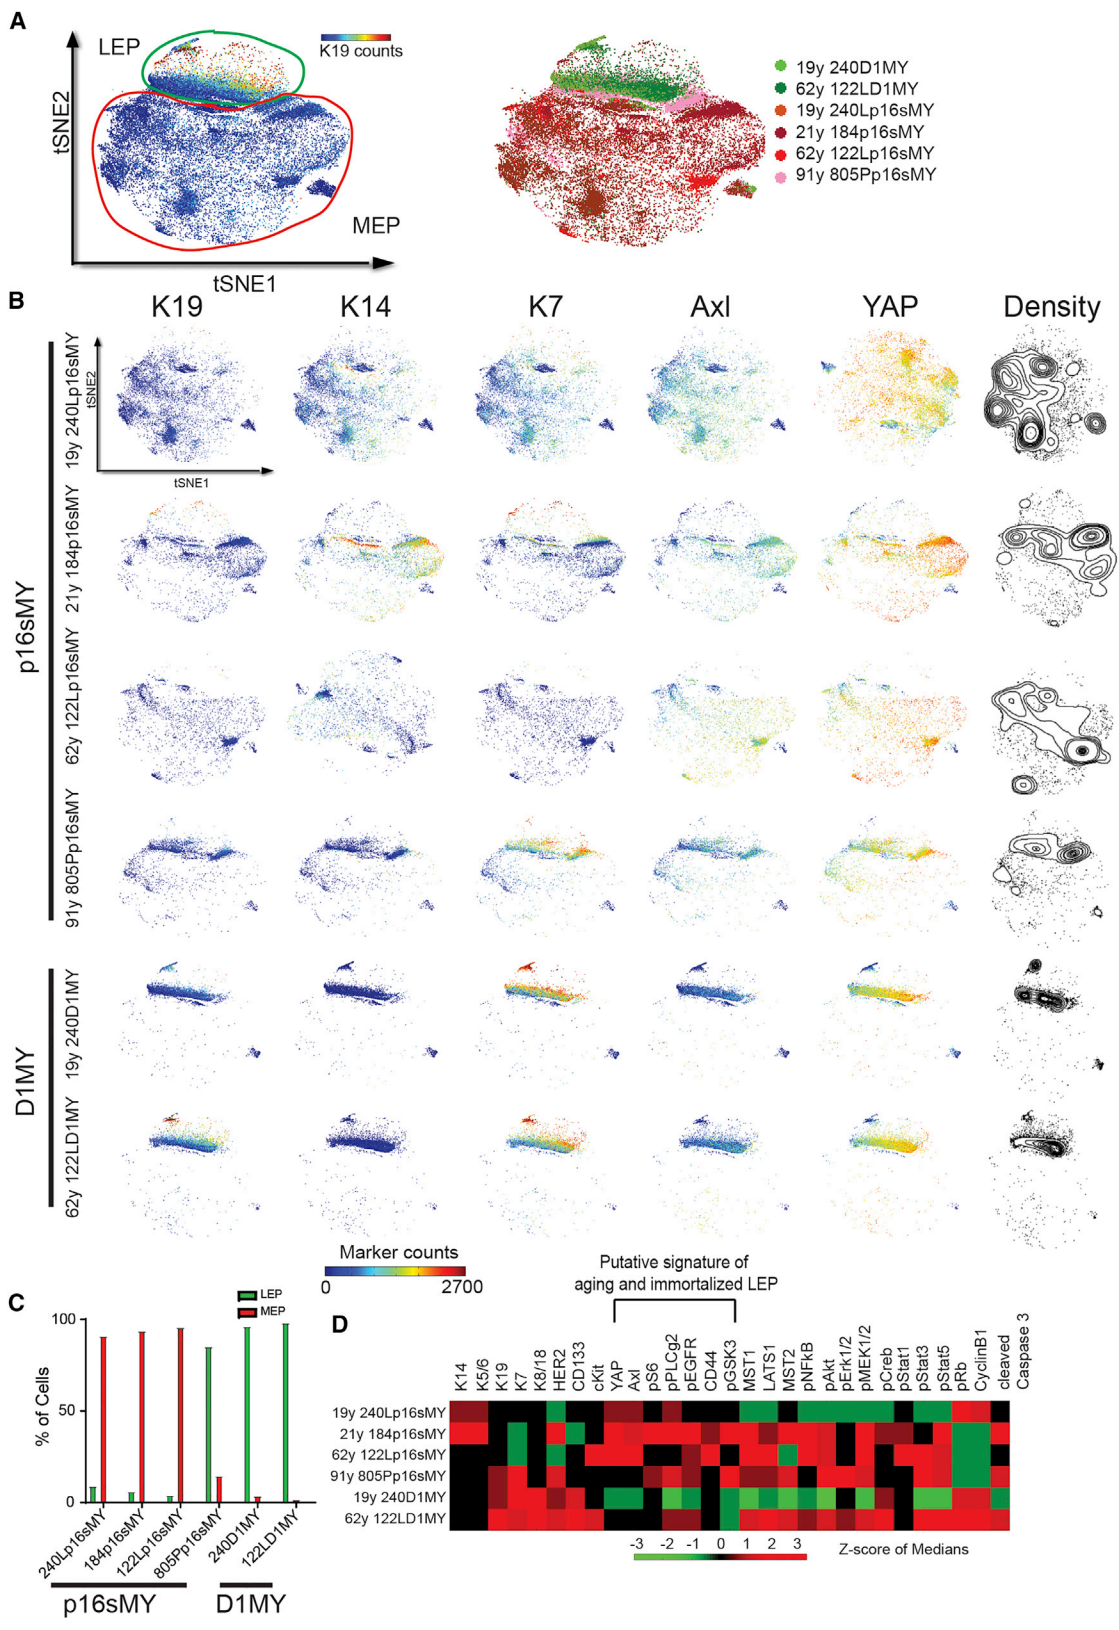 A
LEP
K19 counts
MEP
tSNE2
tSNE1
19y 240D1MY
62y 122LD1MY
19y 240Lp16sMY
21y 184p16sMY
62y 122Lp16sMY
91y 805Pp16sMY
B
K19
K14
K7
Axl
YAP
Density
p16sMY
19y 240Lp16sMY
tSNE2
tSNE1
21y 184p16sMY
62y 122Lp16sMY
91y 805Pp16sMY
D1MY
19y 240D1MY
62y 122LD1MY
Marker counts
0
2700
C
LEP
MEP
% of Cells
100
50
0
240Lp16sMY
184p16sMY
122Lp16sMY
805Pp16sMY
240D1MY
122LD1MY
p16sMY
D1MY
D
Putative signature of
aging and immortalized LEP
K14
K5/6
K19
K7
K8/18
HER2
CD133
cKit
YAP
Axl
pS6
pPLCg2
pEGFR
CD44
pGSK3
MST1
LATS1
MST2
pNFkB
pAkt
pErk1/2
pMEK1/2
pCreb
pStat1
pStat3
pStat5
pRb
CyclinB1
cleaved
Caspase 3
19y 240Lp16sMY
21y 184p16sMY
62y 122Lp16sMY
91y 805Pp16sMY
19y 240D1MY
62y 122LD1MY
-3 -2 -1 0 1 2 3
Z-score of Medians